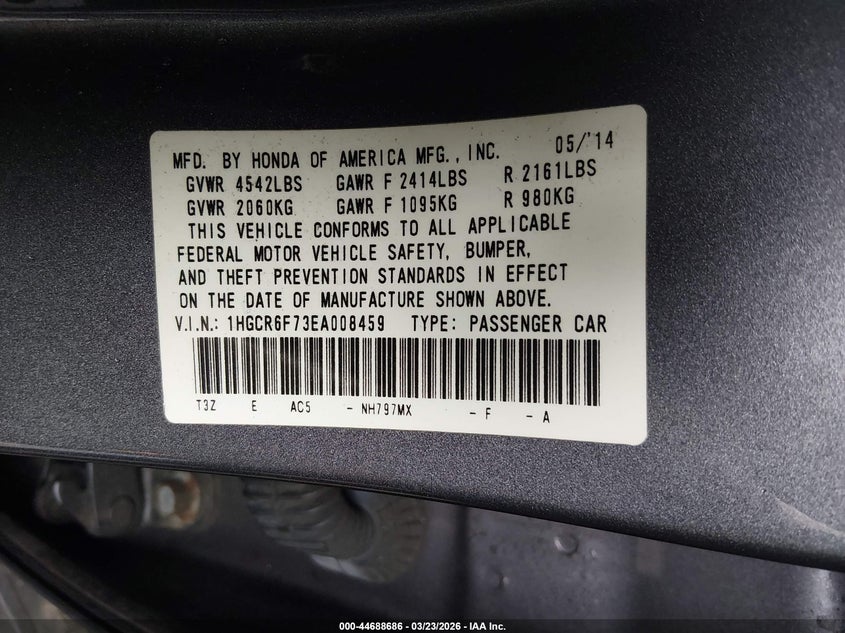 MFD. BY HONDA OF AMERICA MFG., INC. 05/'14
GVWR 4542LBS GAWR F 2414LBS R 2161LBS
GVWR 2060KG GAWR F 1095KG R 980KG
THIS VEHICLE CONFORMS TO ALL APPLICABLE
FEDERAL MOTOR VEHICLE SAFETY, BUMPER,
AND THEFT PREVENTION STANDARDS IN EFFECT
ON THE DATE OF MANUFACTURE SHOWN ABOVE.
V.I.N.: 1HGCR6F73EA008459 TYPE: PASSENGER CAR
T3Z E AC5 - NH797MX - F - A
000-44688686 - 03/23/2026 - IAA Inc.